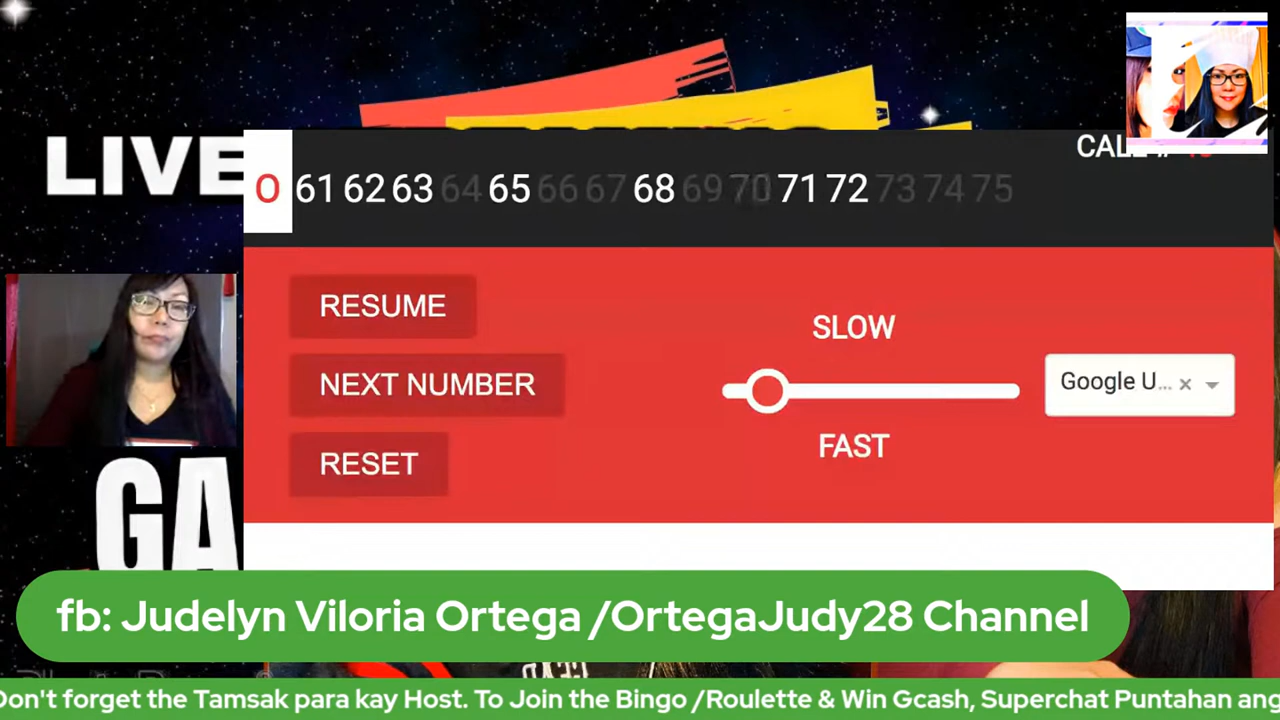 LIVE
CALL #
O 61 62 63 64 65 66 67 68 69 70 71 72 73 74 75
RESUME
SLOW
NEXT NUMBER
Google U... × 
RESET
FAST
GA
fb: Judelyn Viloria Ortega /OrtegaJudy28 Channel
Don't forget the Tamsak para kay Host. To Join the Bingo /Roulette & Win Gcash, Superchat Puntahan ang